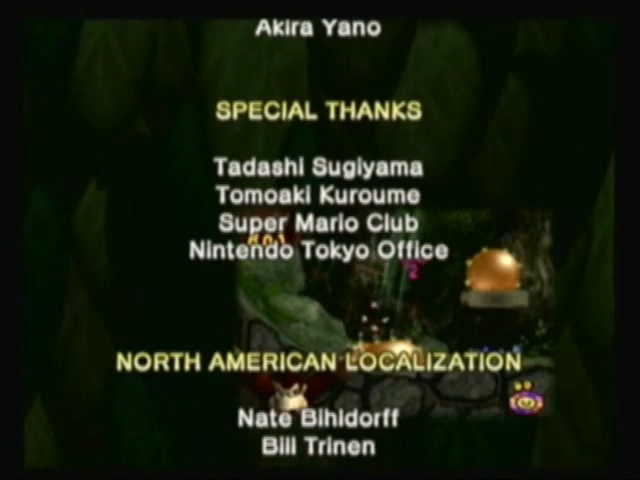 Akira Yano
SPECIAL THANKS
Tadashi Sugiyama
Tomoaki Kuroume
Super Mario Club
Nintendo Tokyo Office
NORTH AMERICAN LOCALIZATION
Nate Bihldorff
Bill Trinen